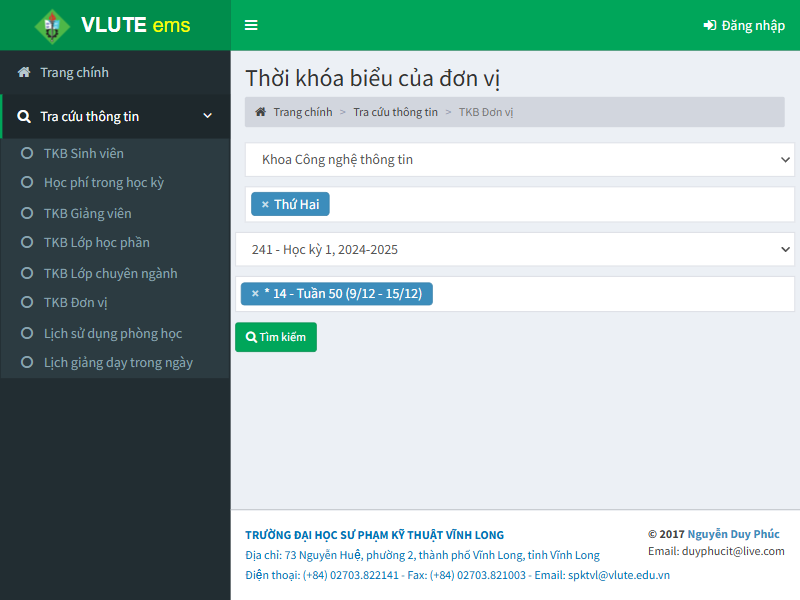 VLUTE ems
Đăng nhập
Trang chính
Tra cứu thông tin
TKB Sinh viên
Học phí trong học kỳ
TKB Giảng viên
TKB Lớp học phần
TKB Lớp chuyên ngành
TKB Đơn vị
Lịch sử dụng phòng học
Lịch giảng dạy trong ngày
Thời khóa biểu của đơn vị
Trang chính > Tra cứu thông tin > TKB Đơn vị
Khoa Công nghệ thông tin
× Thứ Hai
241 - Học kỳ 1, 2024-2025
× * 14 - Tuần 50 (9/12 - 15/12)
Tìm kiếm
TRƯỜNG ĐẠI HỌC SƯ PHẠM KỸ THUẬT VĨNH LONG
Địa chỉ: 73 Nguyễn Huệ, phường 2, thành phố Vĩnh Long, tỉnh Vĩnh Long
Điện thoại: (+84) 02703.822141 - Fax: (+84) 02703.821003 - Email: spktvl@vlute.edu.vn
© 2017 Nguyễn Duy Phúc
Email: duyphucit@live.com